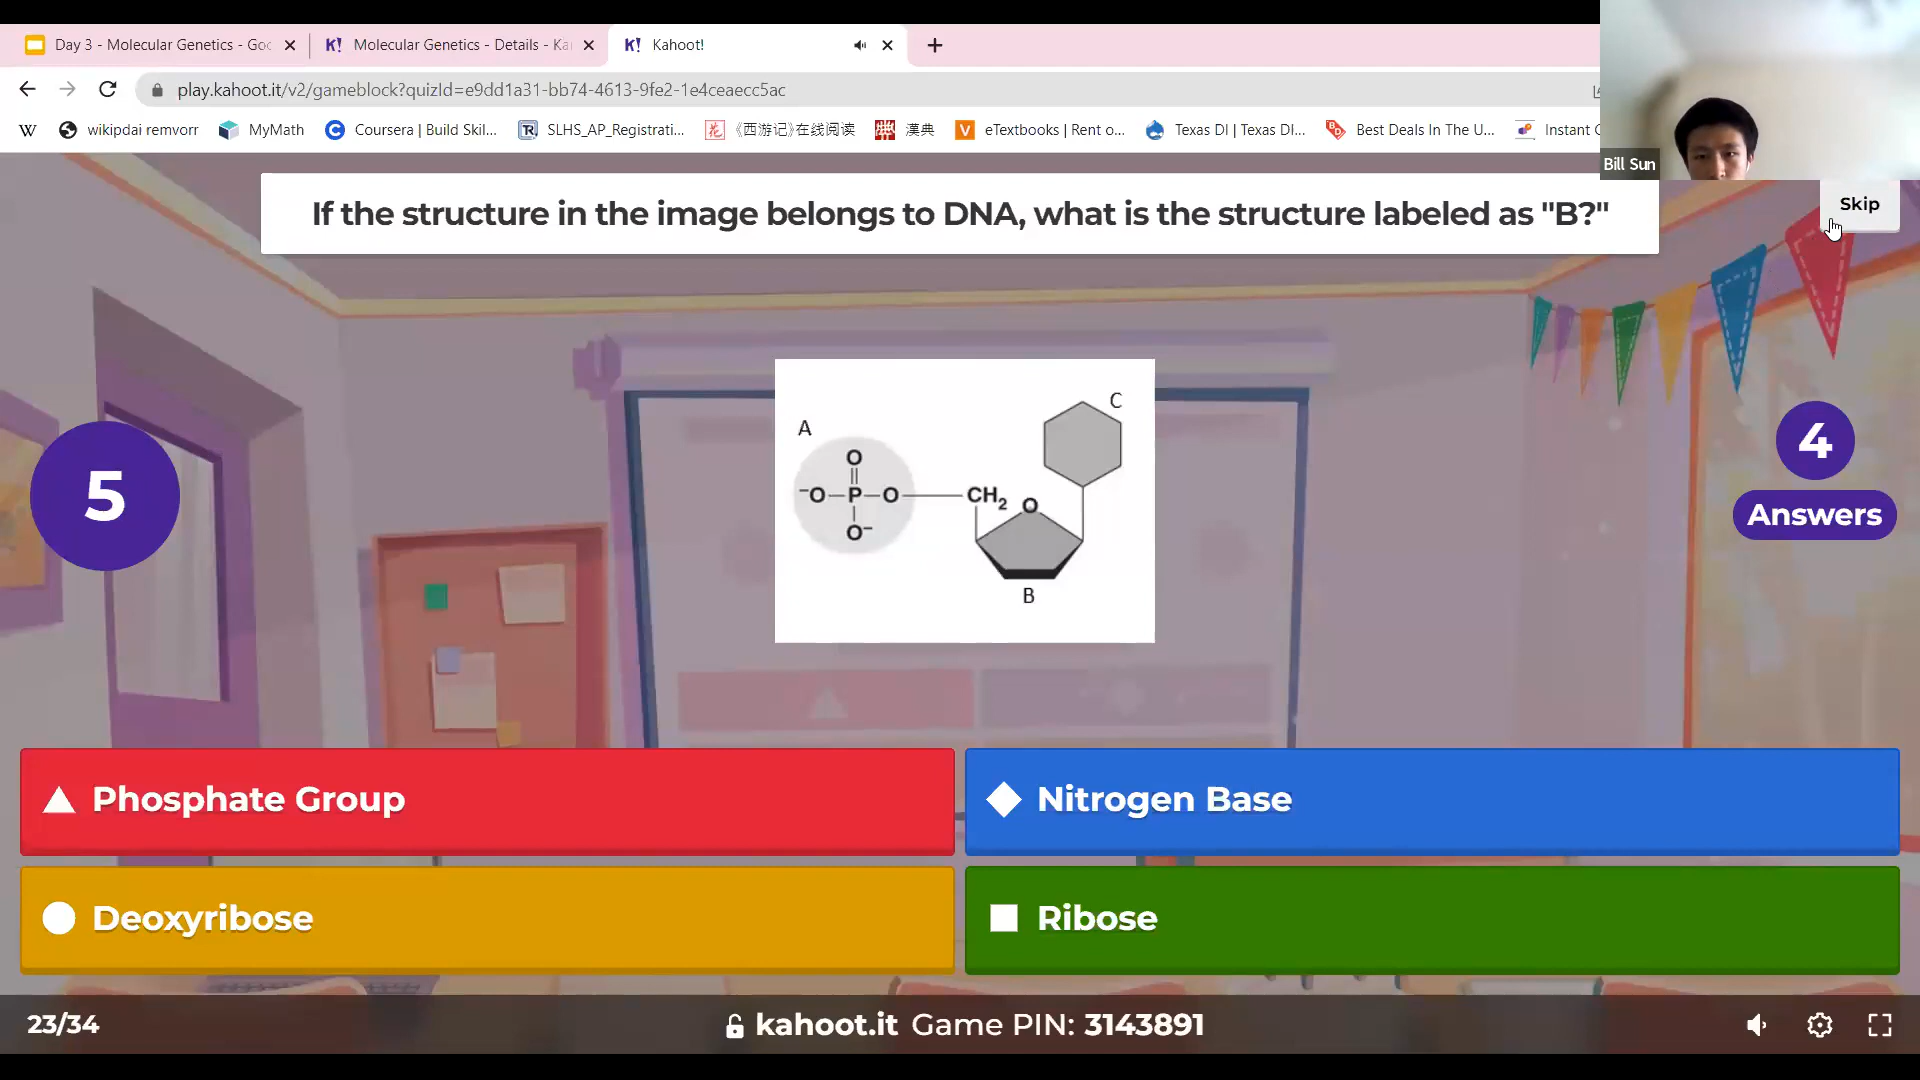 Day 3 - Molecular Genetics - Goo
Molecular Genetics - Details - Ka
Kahoot!
play.kahoot.it/v2/gameblock?quizId=e9dd1a31-bb74-4613-9fe2-1e4ceaecc5ac
wikipdai remvorr
MyMath
Coursera | Build Skil...
SLHS_AP_Registrati...
《西游记》在线阅读
漢典
eTextbooks | Rent o...
Texas DI | Texas DI...
Best Deals In The U...
Instant
Bill Sun
If the structure in the image belongs to DNA, what is the structure labeled as "B?"
Skip
5
4
Answers
A
C
O
⁻O—P—O
CH₂
O
O⁻
B
Phosphate Group
Nitrogen Base
Deoxyribose
Ribose
23/34
kahoot.it Game PIN: 3143891